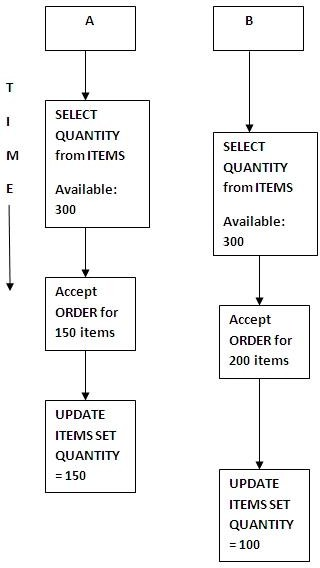 A
B
T
I
M
E
SELECT
QUANTITY
from ITEMS
Available:
300
SELECT
QUANTITY
from ITEMS
Available:
300
Accept
ORDER for
150 items
Accept
ORDER for
200 items
UPDATE
ITEMS SET
QUANTITY
= 150
UPDATE
ITEMS SET
QUANTITY
= 100